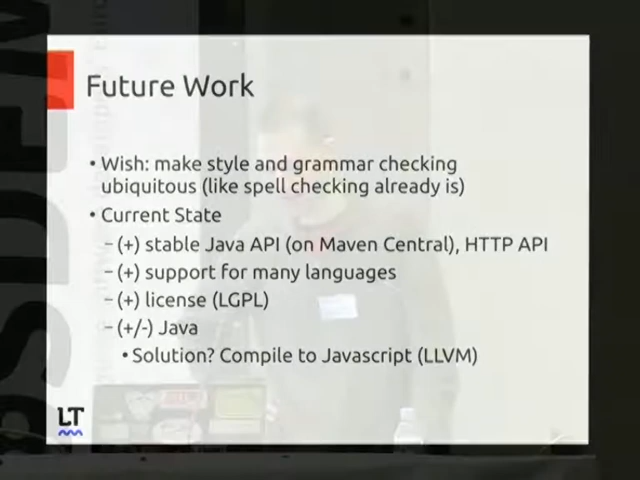 Future Work
• Wish: make style and grammar checking
ubiquitous (like spell checking already is)
• Current State
– (+) stable Java API (on Maven Central), HTTP API
– (+) support for many languages
– (+) license (LGPL)
– (+/-) Java
• Solution? Compile to Javascript (LLVM)
LT